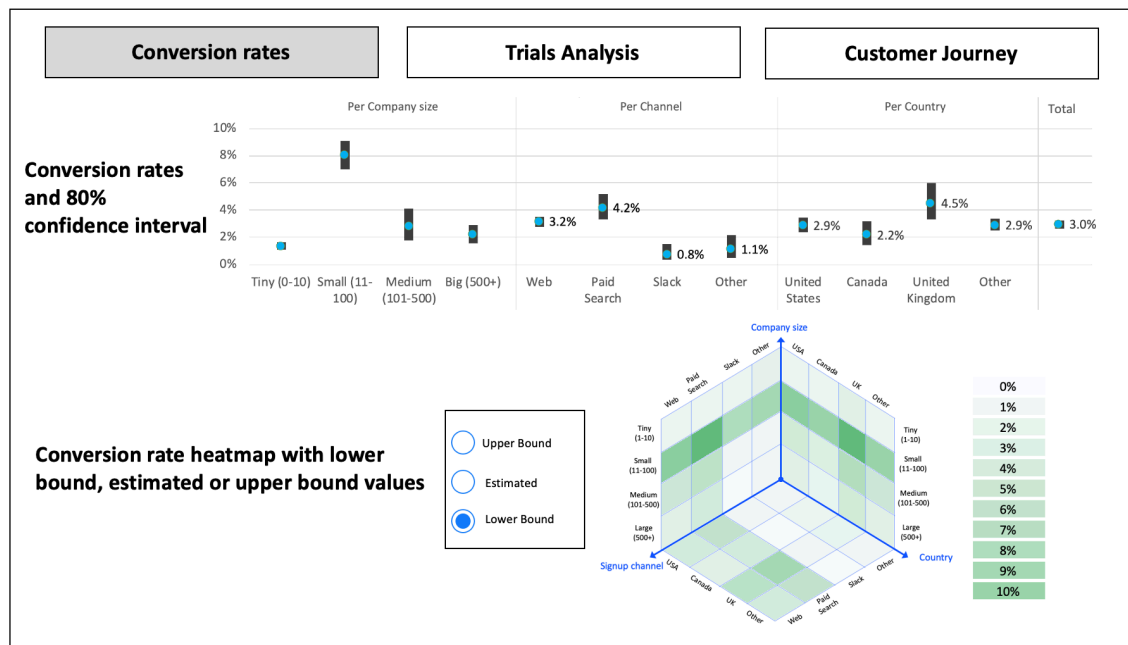 Conversion rates
Trials Analysis
Customer Journey
Per Company size
Per Channel
Per Country
Total
Conversion rates
and 80%
confidence interval
10%
8%
6%
4%
2%
0%
3.2%
4.2%
0.8%
1.1%
2.9%
2.2%
4.5%
2.9%
3.0%
Tiny (0-10)
Small (11-
100)
Medium
(101-500)
Big (500+)
Web
Paid
Search
Slack
Other
United
States
Canada
United
Kingdom
Other
Conversion rate heatmap with lower
bound, estimated or upper bound values
Upper Bound
Estimated
Lower Bound
Company size
Web
Paid
Search
Slack
Other
USA
Canada
UK
Other
Tiny
(1-10)
Small
(11-100)
Medium
(101-500)
Large
(500+)
Tiny
(1-10)
Small
(11-100)
Medium
(101-500)
Large
(500+)
Signup channel
Country
USA
Canada
UK
Other
Web
Paid
Search
Slack
Other
0%
1%
2%
3%
4%
5%
6%
7%
8%
9%
10%